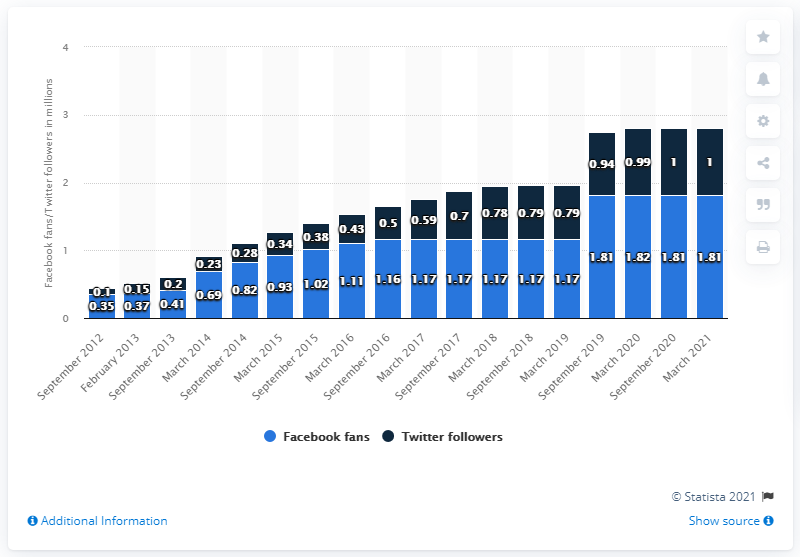 Facebook fans/Twitter followers in millions
4
3
2
1
0
0.1 0.15 0.2 0.23 0.28 0.34 0.38 0.43 0.5 0.59 0.7 0.78 0.79 0.79 0.94 0.99 1 1
0.35 0.37 0.41 0.69 0.82 0.93 1.02 1.11 1.16 1.17 1.17 1.17 1.17 1.17 1.81 1.82 1.81 1.81
September 2012
February 2013
September 2013
March 2014
September 2014
March 2015
September 2015
March 2016
September 2016
March 2017
September 2017
March 2018
September 2018
March 2019
September 2019
March 2020
September 2020
March 2021
Facebook fans Twitter followers
© Statista 2021
Additional Information Show source